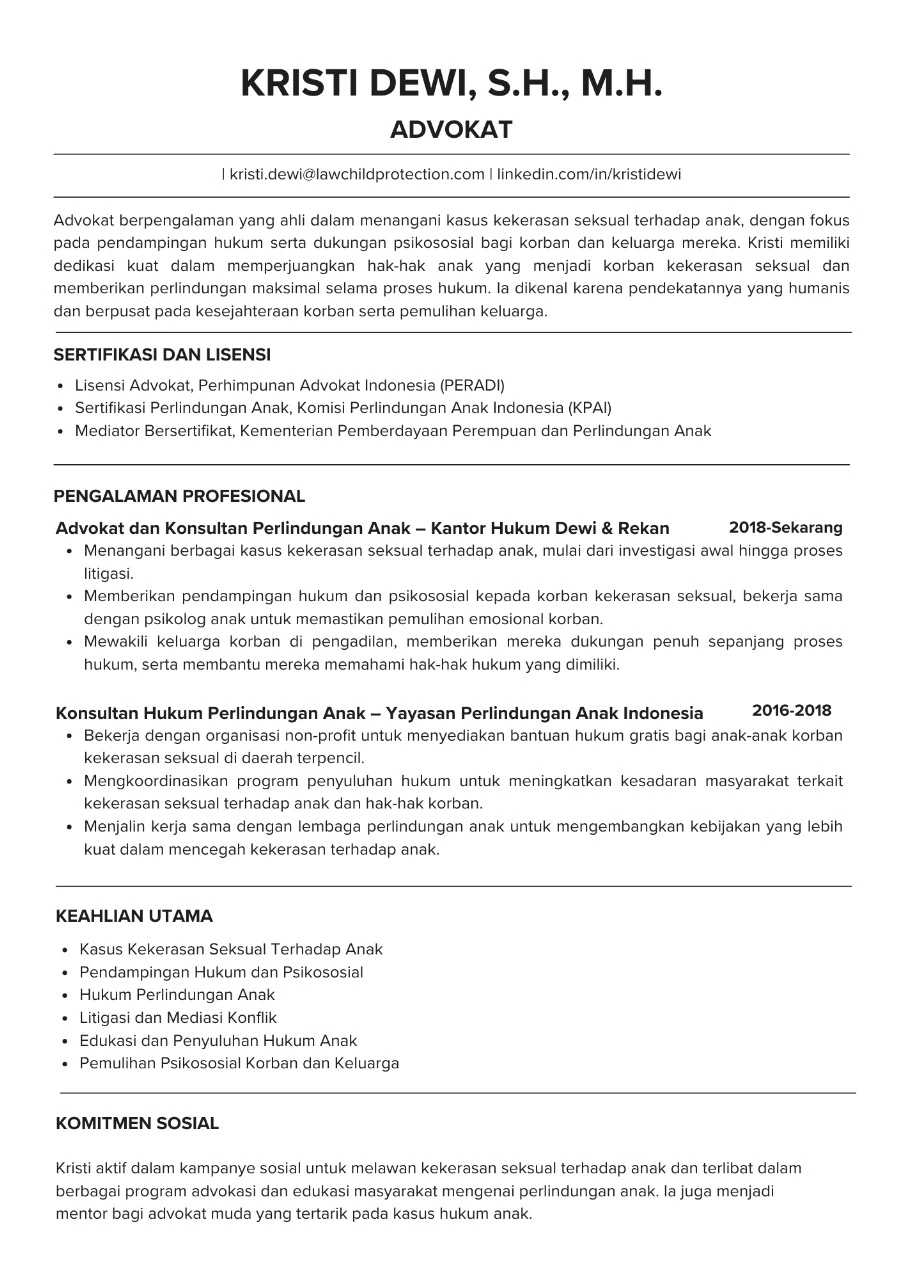 KRISTI DEWI, S.H., M.H.
ADVOKAT
| kristi.dewi@lawchildprotection.com | linkedin.com/in/kristidewi
Advokat berpengalaman yang ahli dalam menangani kasus kekerasan seksual terhadap anak, dengan fokus
pada pendampingan hukum serta dukungan psikososial bagi korban dan keluarga mereka. Kristi memiliki
dedikasi kuat dalam memperjuangkan hak-hak anak yang menjadi korban kekerasan seksual dan
memberikan perlindungan maksimal selama proses hukum. Ia dikenal karena pendekatannya yang humanis
dan berpusat pada kesejahteraan korban serta pemulihan keluarga.
SERTIFIKASI DAN LISENSI
• Lisensi Advokat, Perhimpunan Advokat Indonesia (PERADI)
• Sertifikasi Perlindungan Anak, Komisi Perlindungan Anak Indonesia (KPAI)
• Mediator Bersertifikat, Kementerian Pemberdayaan Perempuan dan Perlindungan Anak
PENGALAMAN PROFESIONAL
Advokat dan Konsultan Perlindungan Anak – Kantor Hukum Dewi & Rekan 2018-Sekarang
• Menangani berbagai kasus kekerasan seksual terhadap anak, mulai dari investigasi awal hingga proses
litigasi.
• Memberikan pendampingan hukum dan psikososial kepada korban kekerasan seksual, bekerja sama
dengan psikolog anak untuk memastikan pemulihan emosional korban.
• Mewakili keluarga korban di pengadilan, memberikan mereka dukungan penuh sepanjang proses
hukum, serta membantu mereka memahami hak-hak hukum yang dimiliki.
Konsultan Hukum Perlindungan Anak – Yayasan Perlindungan Anak Indonesia 2016-2018
• Bekerja dengan organisasi non-profit untuk menyediakan bantuan hukum gratis bagi anak-anak korban
kekerasan seksual di daerah terpencil.
• Mengkoordinasikan program penyuluhan hukum untuk meningkatkan kesadaran masyarakat terkait
kekerasan seksual terhadap anak dan hak-hak korban.
• Menjalin kerja sama dengan lembaga perlindungan anak untuk mengembangkan kebijakan yang lebih
kuat dalam mencegah kekerasan terhadap anak.
KEAHLIAN UTAMA
• Kasus Kekerasan Seksual Terhadap Anak
• Pendampingan Hukum dan Psikososial
• Hukum Perlindungan Anak
• Litigasi dan Mediasi Konflik
• Edukasi dan Penyuluhan Hukum Anak
• Pemulihan Psikososial Korban dan Keluarga
KOMITMEN SOSIAL
Kristi aktif dalam kampanye sosial untuk melawan kekerasan seksual terhadap anak dan terlibat dalam
berbagai program advokasi dan edukasi masyarakat mengenai perlindungan anak. Ia juga menjadi
mentor bagi advokat muda yang tertarik pada kasus hukum anak.